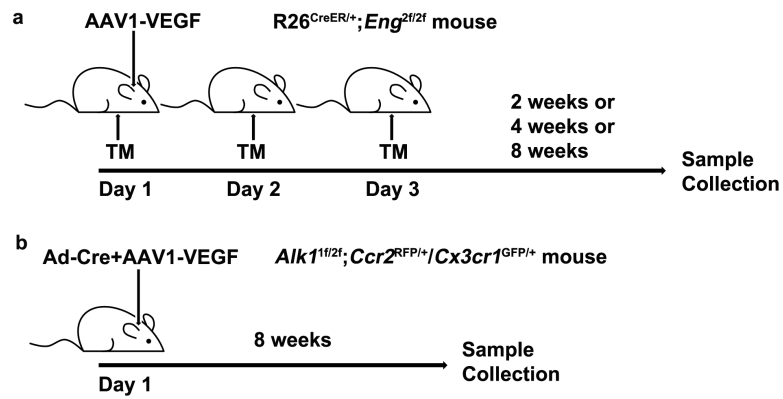 a
AAV1-VEGF
R26CreER/+;Eng2f/2f mouse
TM
TM
TM
2 weeks or
4 weeks or
8 weeks
Day 1
Day 2
Day 3
Sample
Collection
b
Ad-Cre+AAV1-VEGF
Alk11f/2f;Ccr2RFP/+/Cx3cr1GFP/+ mouse
8 weeks
Day 1
Sample
Collection